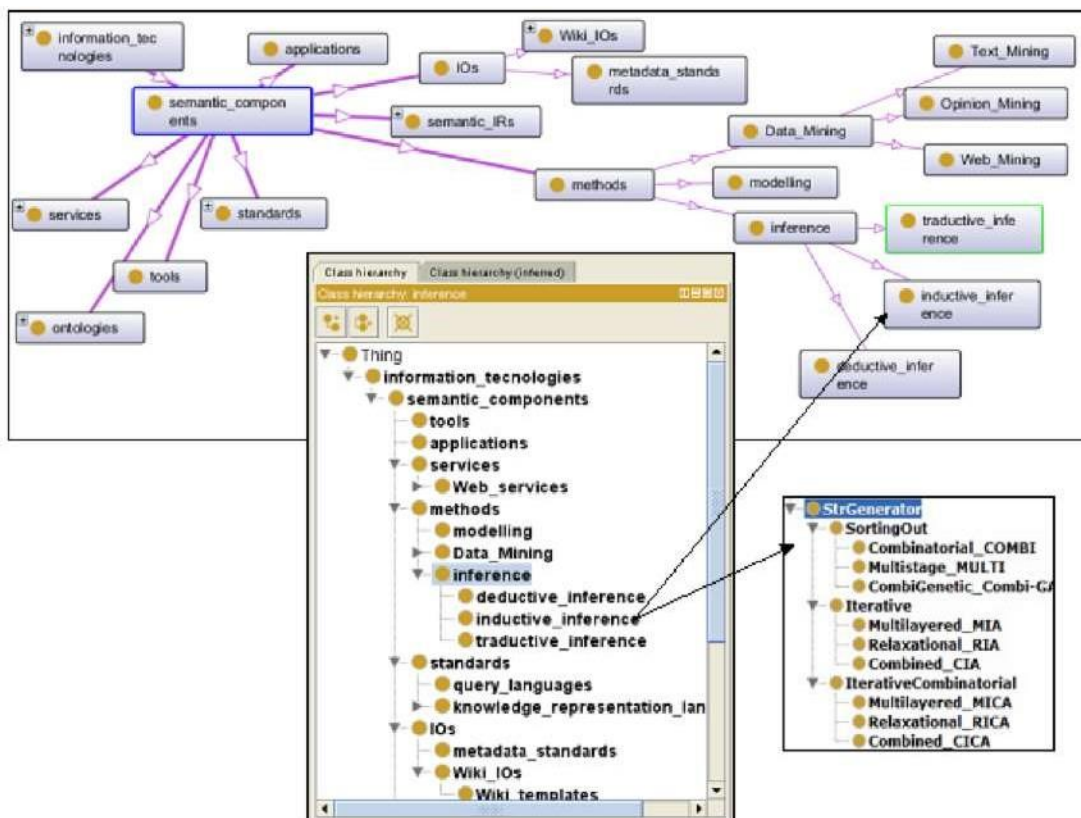 information_tec
nologies
applications
IOs
Wiki_IOs
metadata_standa
rds
Text_Mining
semantic_compon
ents
semantic_IRs
Data_Mining
Opinion_Mining
Web_Mining
methods
modelling
services
standards
inference
traductive_infe
rence
tools
inductive_infer
ence
ontologies
deductive_infer
ence
Class hierarchy
Class hierarchy (inferred)
Class hierarchy: inference
Thing
information_tecnologies
semantic_components
tools
applications
services
Web_services
methods
modelling
Data_Mining
inference
deductive_inference
inductive_inference
traductive_inference
standards
query_languages
knowledge_representation_lan
IOs
metadata_standards
Wiki_IOs
Wiki_templates
StrGenerator
SortingOut
Combinatorial_COMBI
Multistage_MULTI
CombiGenetic_Combi-GA
Iterative
Multilayered_MIA
Relaxational_RIA
Combined_CIA
IterativeCombinatorial
Multilayered_MICA
Relaxational_RICA
Combined_CICA